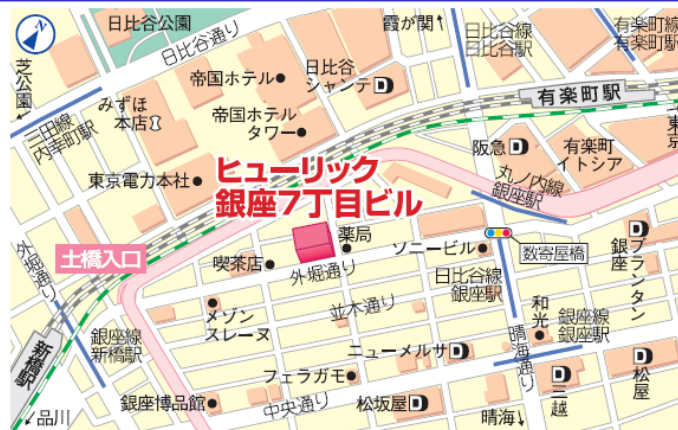 日比谷公園
日比谷通り
霞が関↑
日比谷線
日比谷駅
有楽町線
有楽町駅
芝公園
↓
帝国ホテル
日比谷
シャンテ D
有楽町駅
みずほ
本店
三田線
内幸町駅
帝国ホテル
タワー
東京
阪急 D
有楽町
イトシア
東京電力本社
ヒューリック
銀座7丁目ビル
丸ノ内線
銀座駅
外堀通り
土橋入口
薬局
ソニービル
数寄屋橋
D
プランタン
銀座
喫茶店
外堀通り
日比谷線
銀座駅
メゾン
スレーヌ
並木通り
和光
銀座線
銀座駅
新橋駅
銀座線
新橋駅
ニューメルサ D
晴海通り
フェラガモ
D
三越
D
松屋
↓品川
銀座博品館
中央通り
松坂屋 D
晴海↓